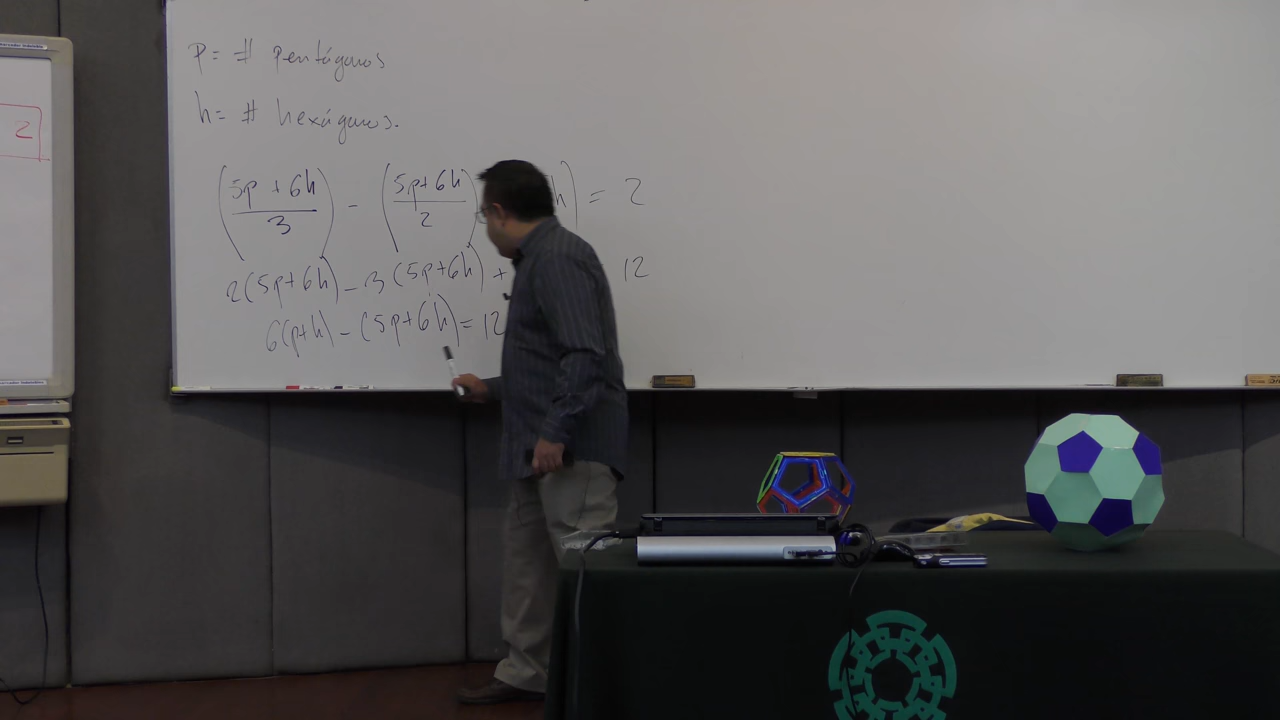 P = # pentágonos
h = # hexágonos.
(5p + 6h / 3) - (5p+6h / 2) h) = 2
2(5p+6h) - 3(5p+6h) + 12
6(p+h) - (5p+6h) = 12
2